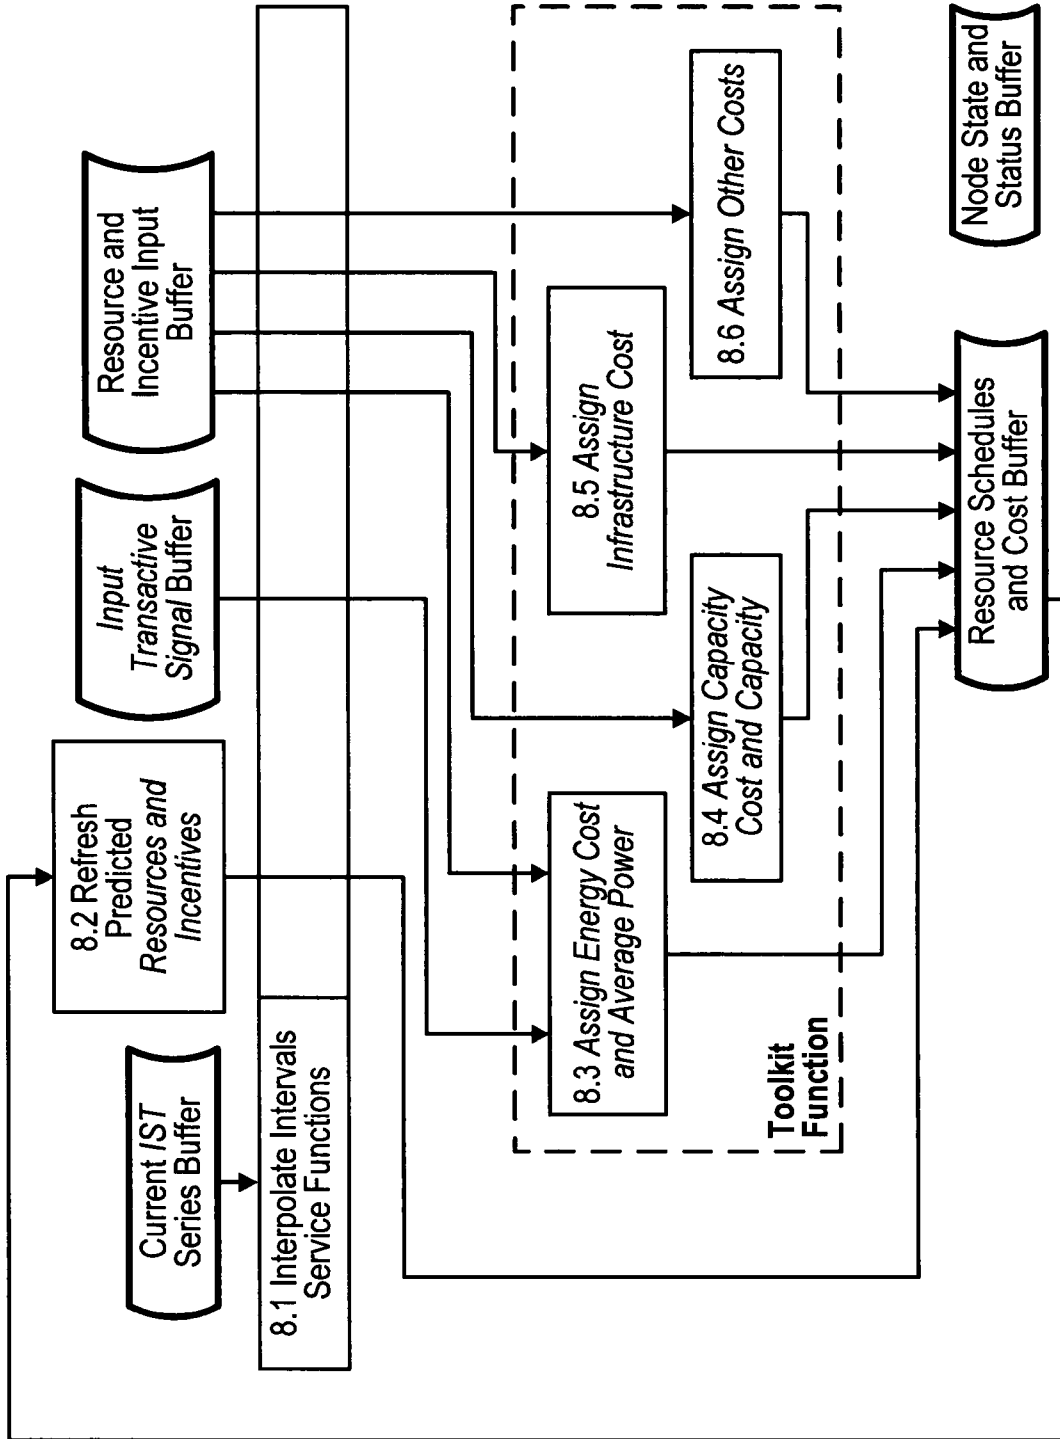 Current IST
Series Buffer
8.2 Refresh
Predicted
Resources and
Incentives
Input
Transactive
Signal Buffer
Resource and
Incentive Input
Buffer
8.1 Interpolate Intervals
Service Functions
8.3 Assign Energy Cost
and Average Power
8.5 Assign
Infrastructure Cost
8.4 Assign Capacity
Cost and Capacity
8.6 Assign Other Costs
Toolkit
Function
Resource Schedules
and Cost Buffer
Node State and
Status Buffer